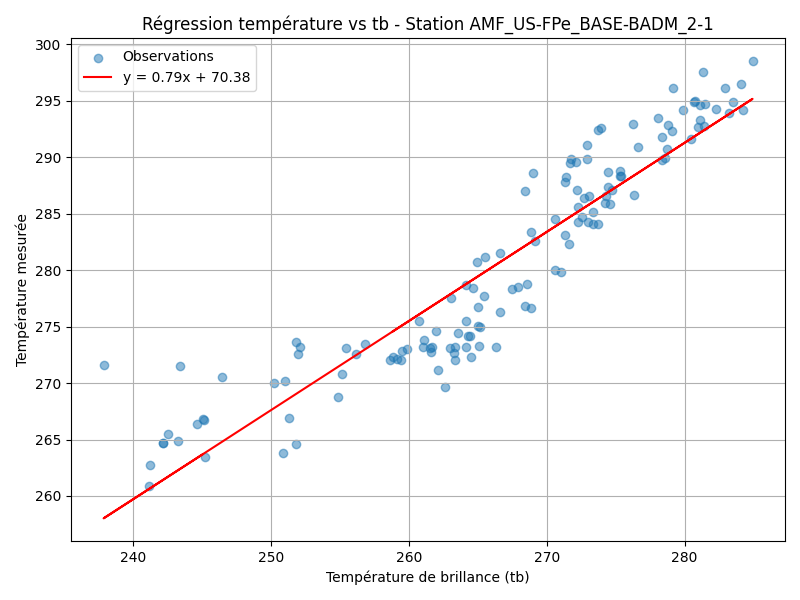 Régression température vs tb - Station AMF_US-FPe_BASE-BADM_2-1
Observations
y = 0.79x + 70.38
Température mesurée
300
295
290
285
280
275
270
265
260
240
250
260
270
280
Température de brillance (tb)